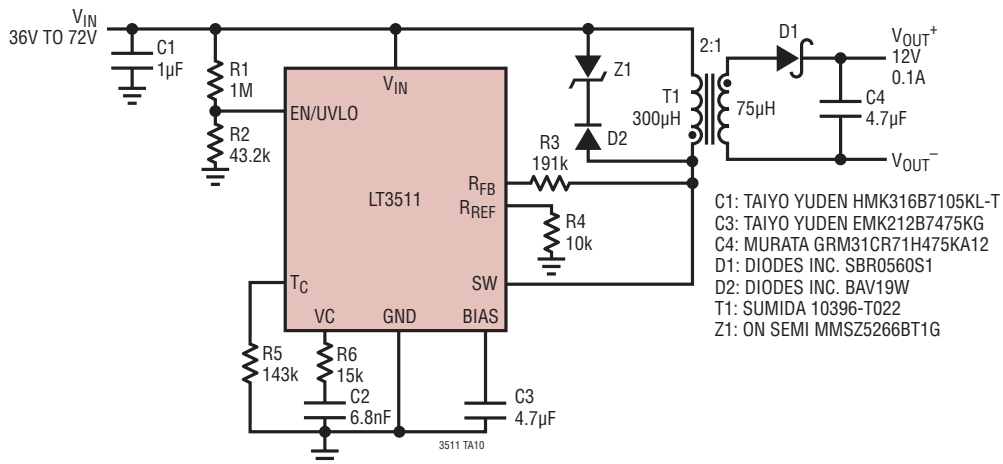 VIN
36V TO 72V
C1
1µF
R1
1M
R2
43.2k
EN/UVLO
VIN
LT3511
RFB
RREF
SW
TC
VC
GND
BIAS
Z1
D2
R3
191k
R4
10k
T1
300µH
2:1
75µH
D1
VOUT+
12V
0.1A
C4
4.7µF
VOUT–
R5
143k
R6
15k
C2
6.8nF
C3
4.7µF
3511 TA10
C1: TAIYO YUDEN HMK316B7105KL-T
C3: TAIYO YUDEN EMK212B7475KG
C4: MURATA GRM31CR71H475KA12
D1: DIODES INC. SBR0560S1
D2: DIODES INC. BAV19W
T1: SUMIDA 10396-T022
Z1: ON SEMI MMSZ5266BT1G